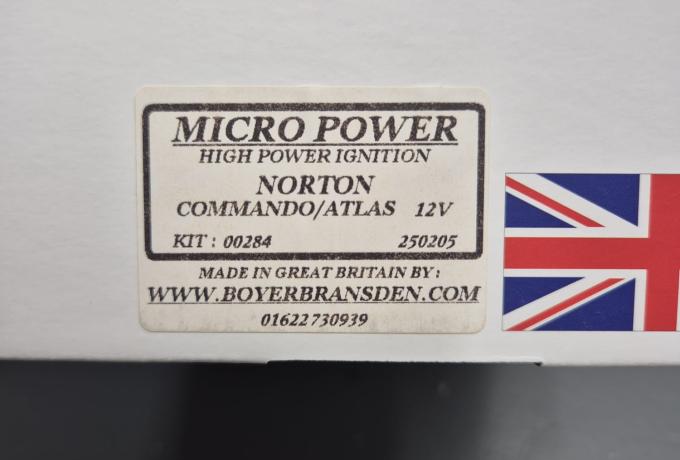 MICRO POWER
HIGH POWER IGNITION
NORTON
COMMANDO/ATLAS 12V
KIT : 00284 250205
MADE IN GREAT BRITAIN BY :
WWW.BOYERBRANSDEN.COM
01622 730939